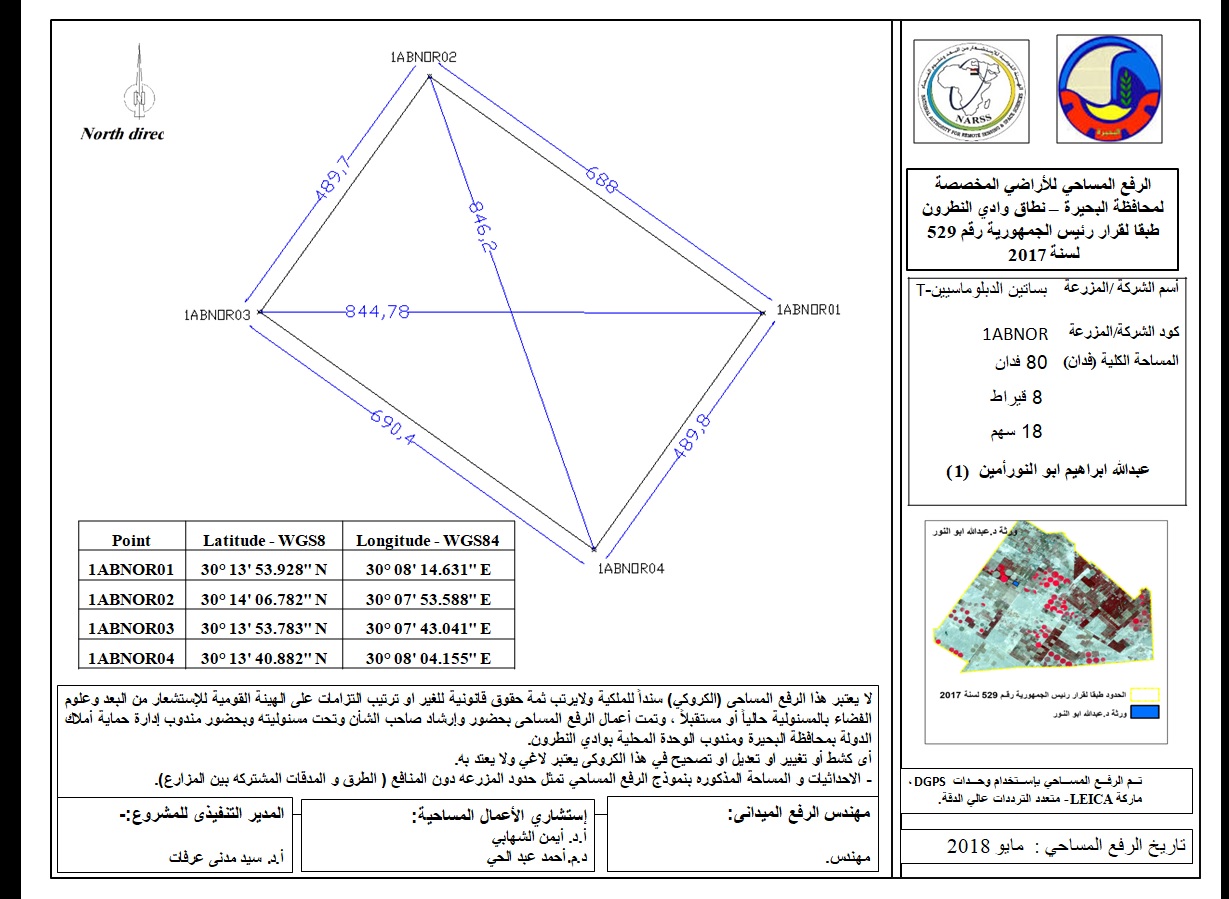 1ABNOR02
North direc
489,7
688
846,2
1ABNOR03
844,78
1ABNOR01
690,4
489,8
1ABNOR04
Point Latitude - WGS8 Longitude - WGS84
1ABNOR01 30° 13' 53.928" N 30° 08' 14.631" E
1ABNOR02 30° 14' 06.782" N 30° 07' 53.588" E
1ABNOR03 30° 13' 53.783" N 30° 07' 43.041" E
1ABNOR04 30° 13' 40.882" N 30° 08' 04.155" E
NARSS
NATIONAL AUTHORITY FOR REMOTE SENSING & SPACE SCIENCES
البحيرة
الرفع المساحي للأراضي المخصصة
لمحافظة البحيرة – نطاق وادي النطرون
طبقا لقرار رئيس الجمهورية رقم 529
لسنة 2017
أسم الشركة /المزرعة بساتين الدبلوماسيين-T
كود الشركة/المزرعة 1ABNOR
المساحة الكلية (فدان) 80 فدان
8 قيراط
18 سهم
عبدالله ابراهيم ابو النورأمين (1)
ورثة د.عبدالله ابو النور
الحدود طبقا لقرار رئيس الجمهورية رقم 529 لسنة 2017
ورثة د.عبدالله ابو النور
تـم الرفـع المسـاحي بإسـتخدام وحـدات DGPS ،
ماركة LEICA- متعدد الترددات عالي الدقة.
تاريخ الرفع المساحي : مايو 2018
لا يعتبر هذا الرفع المساحى (الكروكي) سنداً للملكية ولايرتب ثمة حقوق قانونية للغير او ترتيب التزامات على الهيئة القومية للإستشعار من البعد وعلوم
الفضاء بالمسئولية حالياً أو مستقبلاً ، وتمت أعمال الرفع المساحى بحضور وإرشاد صاحب الشأن وتحت مسئوليته وبحضور مندوب إدارة حماية أملاك
الدولة بمحافظة البحيرة ومندوب الوحدة المحلية بوادي النطرون.
أى كشط أو تغيير او تعديل او تصحيح في هذا الكروكى يعتبر لاغي ولا يعتد به.
- الاحداثيات و المساحة المذكوره بنموذج الرفع المساحي تمثل حدود المزرعه دون المنافع ( الطرق و المدقات المشتركه بين المزارع).
مهندس الرفع الميدانى:
مهندس.
إستشاري الأعمال المساحية:
أ.د. أيمن الشهابي
د.م.أحمد عبد الحي
المدير التنفيذى للمشروع:-
أ.د. سيد مدنى عرفات